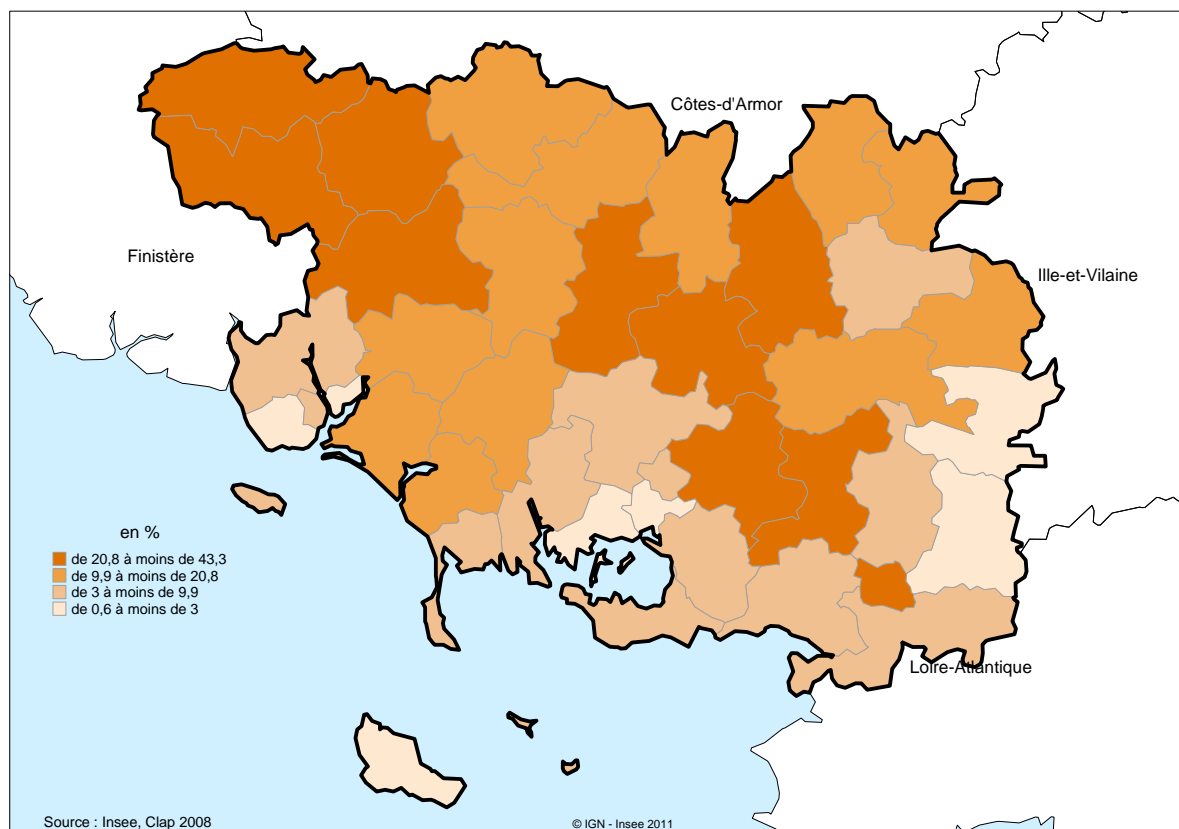 Côtes-d'Armor
Finistère
Ille-et-Vilaine
en %
de 20,8 à moins de 43,3
de 9,9 à moins de 20,8
de 3 à moins de 9,9
de 0,6 à moins de 3
Loire-Atlantique
Source : Insee, Clap 2008
© IGN - Insee 2011